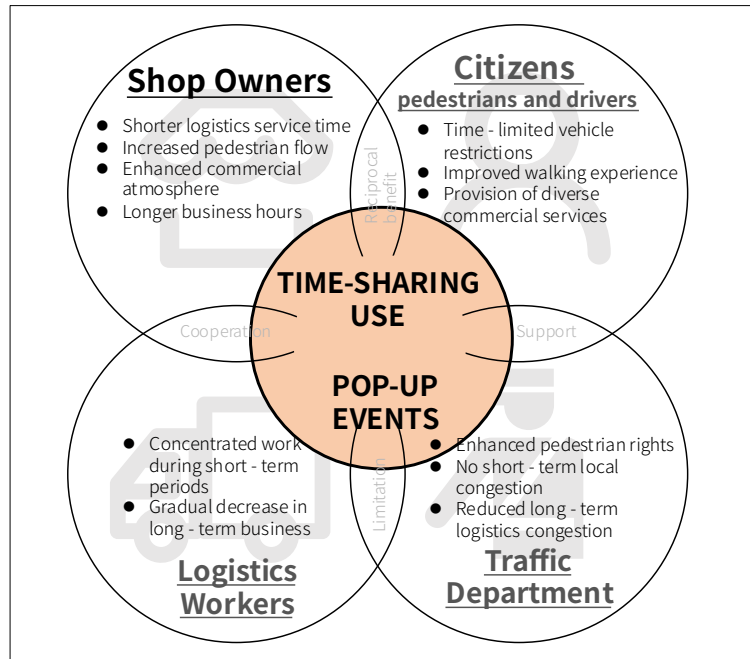 Shop Owners
● Shorter logistics service time
● Increased pedestrian flow
● Enhanced commercial
atmosphere
● Longer business hours
Citizens
pedestrians and drivers
● Time - limited vehicle
restrictions
● Improved walking experience
● Provision of diverse
commercial services
Reciprocal
benefit
TIME-SHARING
USE
POP-UP
EVENTS
Cooperation
Support
Limitation
● Concentrated work
during short - term
periods
● Gradual decrease in
long - term business
Logistics
Workers
● Enhanced pedestrian rights
● No short - term local
congestion
● Reduced long - term
logistics congestion
Traffic
Department